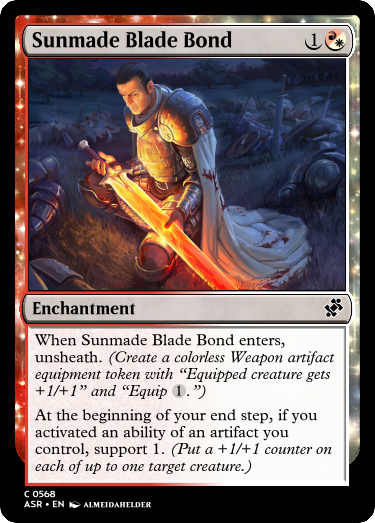 Sunmade Blade Bond 1
Enchantment
When Sunmade Blade Bond enters,
unsheath. (Create a colorless Weapon artifact
equipment token with “Equipped creature gets
+1/+1” and “Equip 1.”)
At the beginning of your end step, if you
activated an ability of an artifact you
control, support 1. (Put a +1/+1 counter on
each of up to one target creature.)
C 0568
ASR • EN ALMEIDAHELDER